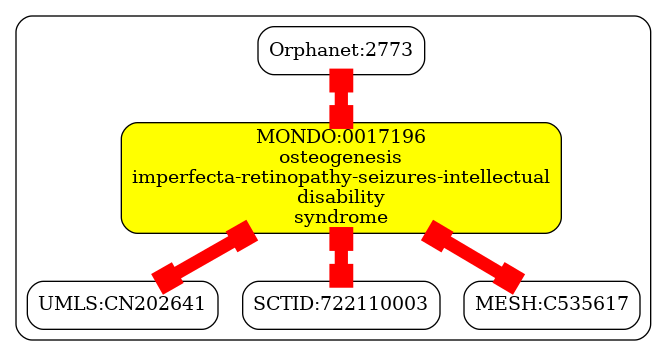 Orphanet:2773
MONDO:0017196
osteogenesis
imperfecta-retinopathy-seizures-intellectual
disability
syndrome
UMLS:CN202641
SCTID:722110003
MESH:C535617